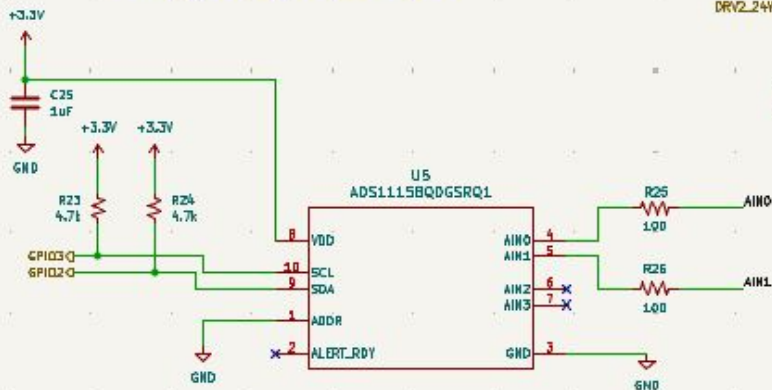 DRV2_24V
+3.3V
C25
1uF
GND
+3.3V
+3.3V
R23
4.7k
R24
4.7k
GPIO3
GPIO2
U5
ADS1115BQDGSRQ1
8
VDD
10
SCL
9
SDA
1
ADDR
2
ALERT_RDY
AIN0
4
AIN1
5
AIN2
6
AIN3
7
GND
3
R25
100
AIN0
R26
100
AIN1
GND
GND